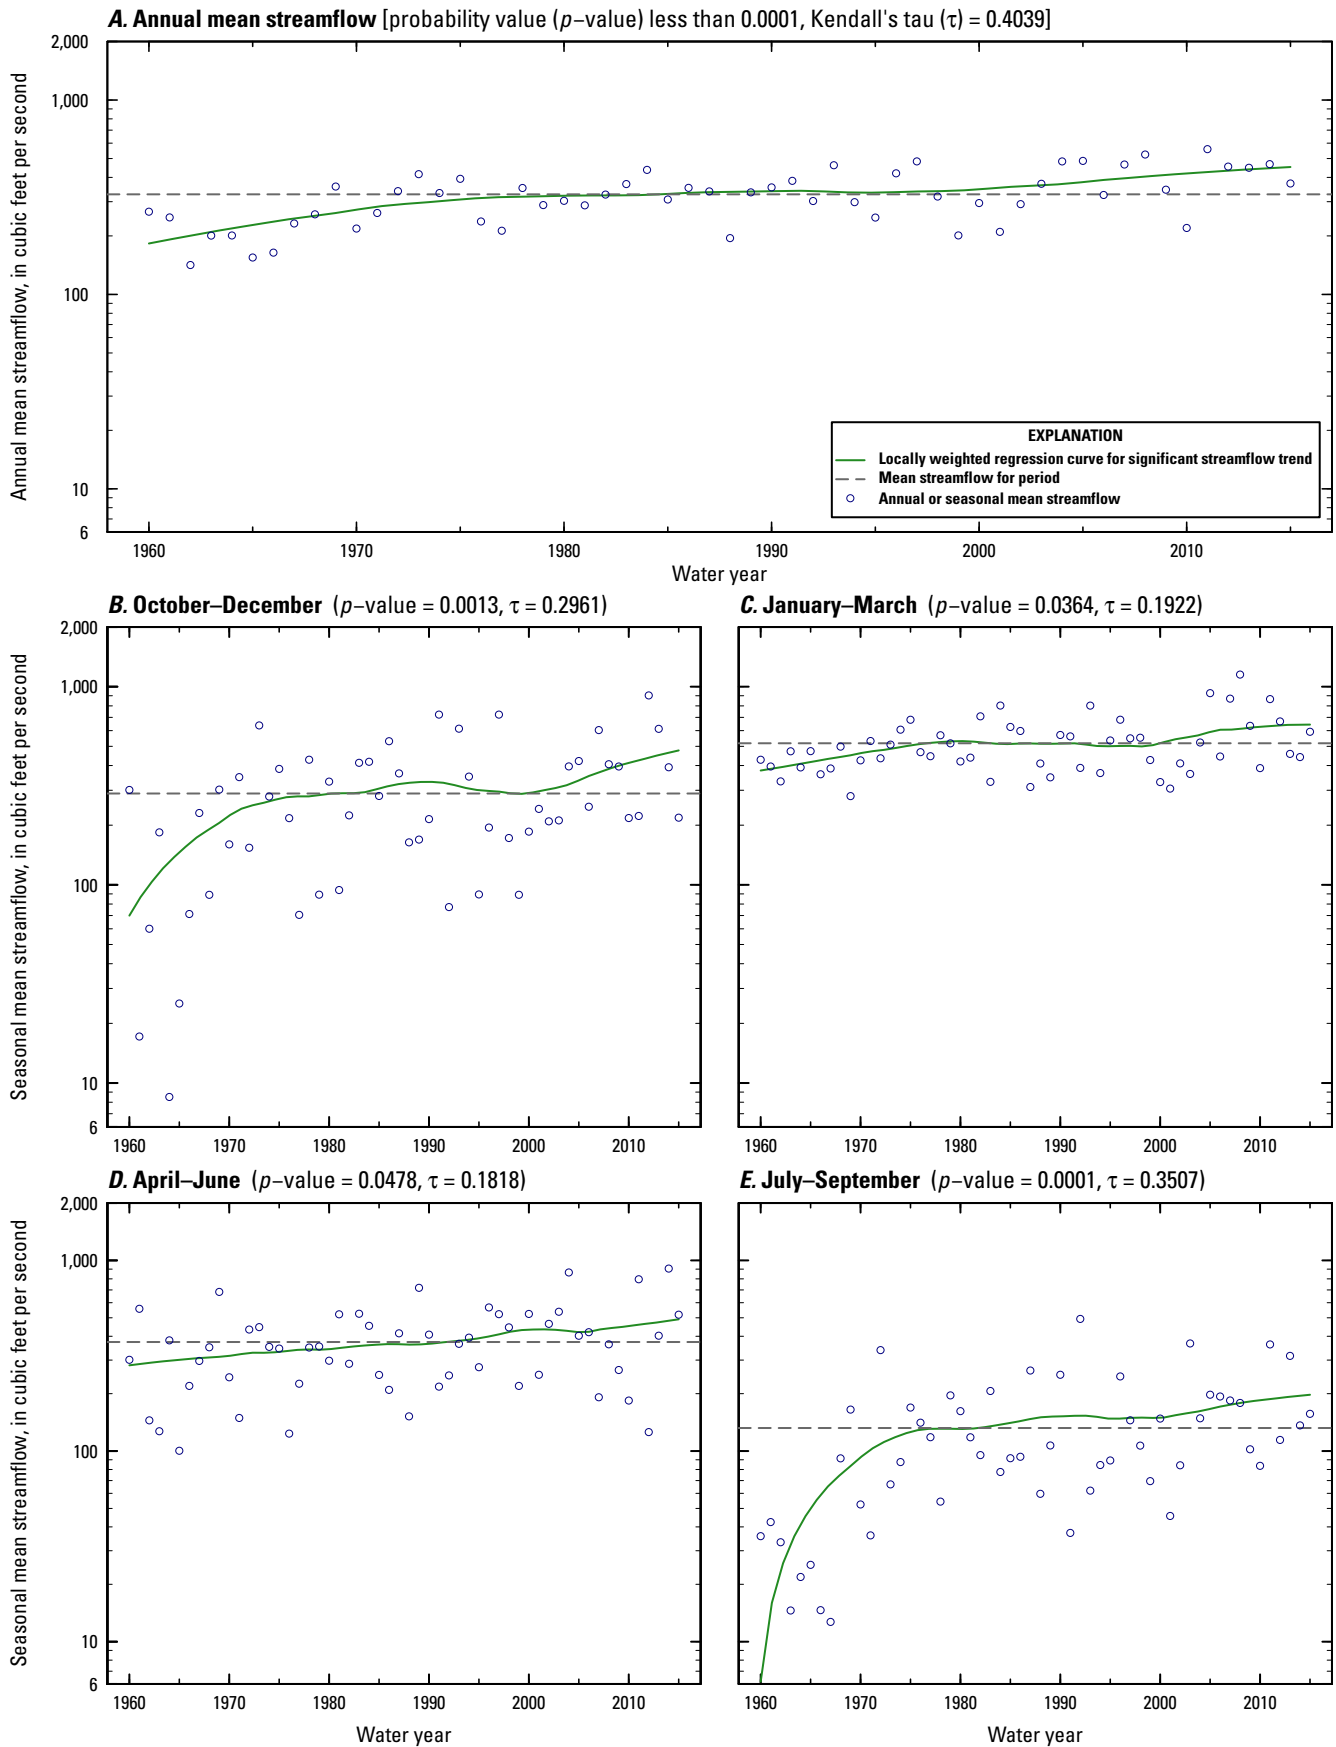 A. Annual mean streamflow [probability value (p–value) less than 0.0001, Kendall's tau (τ) = 0.4039]
Annual mean streamflow, in cubic feet per second
2,000
1,000
100
10
6
EXPLANATION
Locally weighted regression curve for significant streamflow trend
Mean streamflow for period
Annual or seasonal mean streamflow
1960 1970 1980 1990 2000 2010
Water year
B. October–December (p–value = 0.0013, τ = 0.2961)
Seasonal mean streamflow, in cubic feet per second
2,000
1,000
100
10
6
1960 1970 1980 1990 2000 2010
C. January–March (p–value = 0.0364, τ = 0.1922)
1960 1970 1980 1990 2000 2010
D. April–June (p–value = 0.0478, τ = 0.1818)
Seasonal mean streamflow, in cubic feet per second
2,000
1,000
100
10
6
1960 1970 1980 1990 2000 2010
Water year
E. July–September (p–value = 0.0001, τ = 0.3507)
1960 1970 1980 1990 2000 2010
Water year